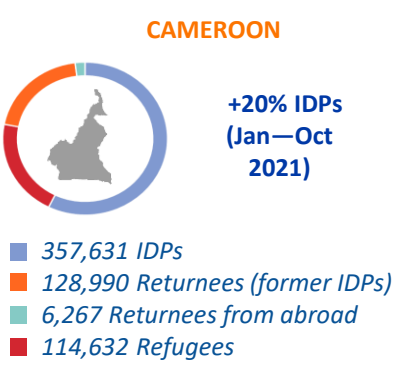 CAMEROON
+20% IDPs
(Jan—Oct
2021)
357,631 IDPs
128,990 Returnees (former IDPs)
6,267 Returnees from abroad
114,632 Refugees